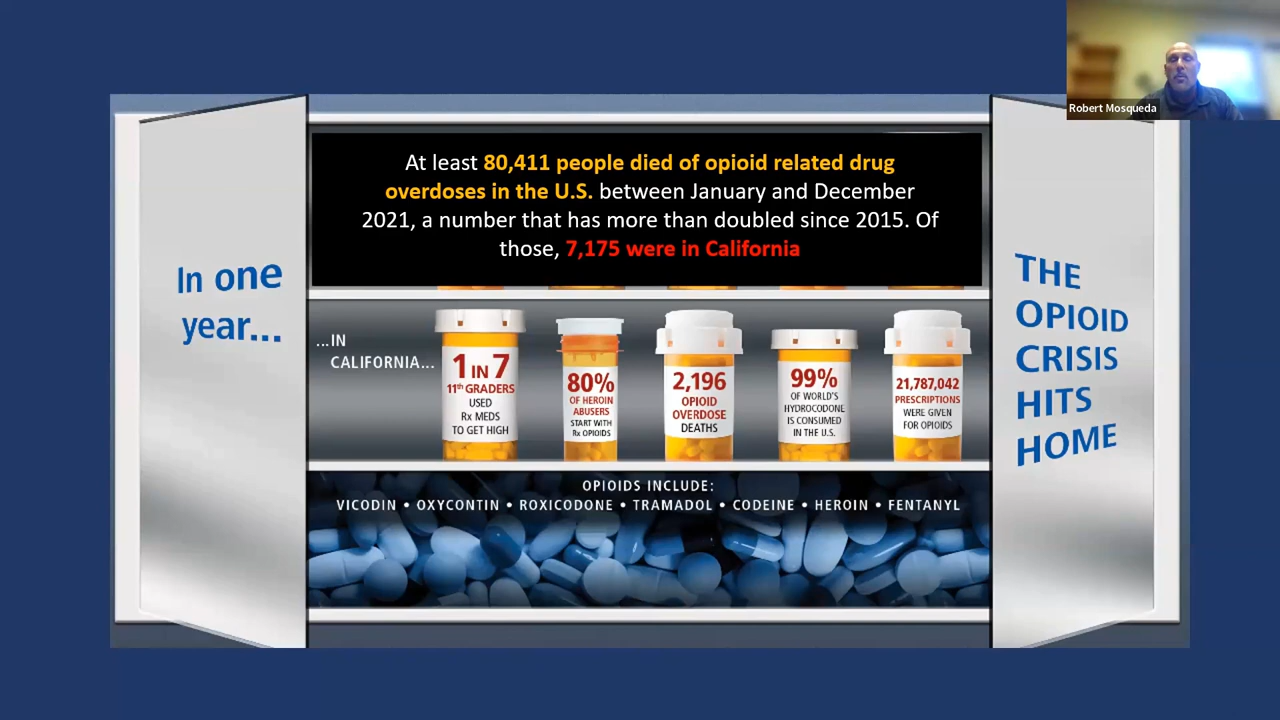 Robert Mosqueda
At least 80,411 people died of opioid related drug
overdoses in the U.S. between January and December
2021, a number that has more than doubled since 2015. Of
those, 7,175 were in California
In one
year...
THE
OPIOID
CRISIS
HITS
HOME
...IN
CALIFORNIA...
1 IN 7
11th GRADERS
USED
Rx MEDS
TO GET HIGH
80%
OF HEROIN
ABUSERS
START WITH
Rx OPIOIDS
2,196
OPIOID
OVERDOSE
DEATHS
99%
OF WORLD'S
HYDROCODONE
IS CONSUMED
IN THE U.S.
21,787,042
PRESCRIPTIONS
WERE GIVEN
FOR OPIOIDS
OPIOIDS INCLUDE:
VICODIN • OXYCONTIN • ROXICODONE • TRAMADOL • CODEINE • HEROIN • FENTANYL